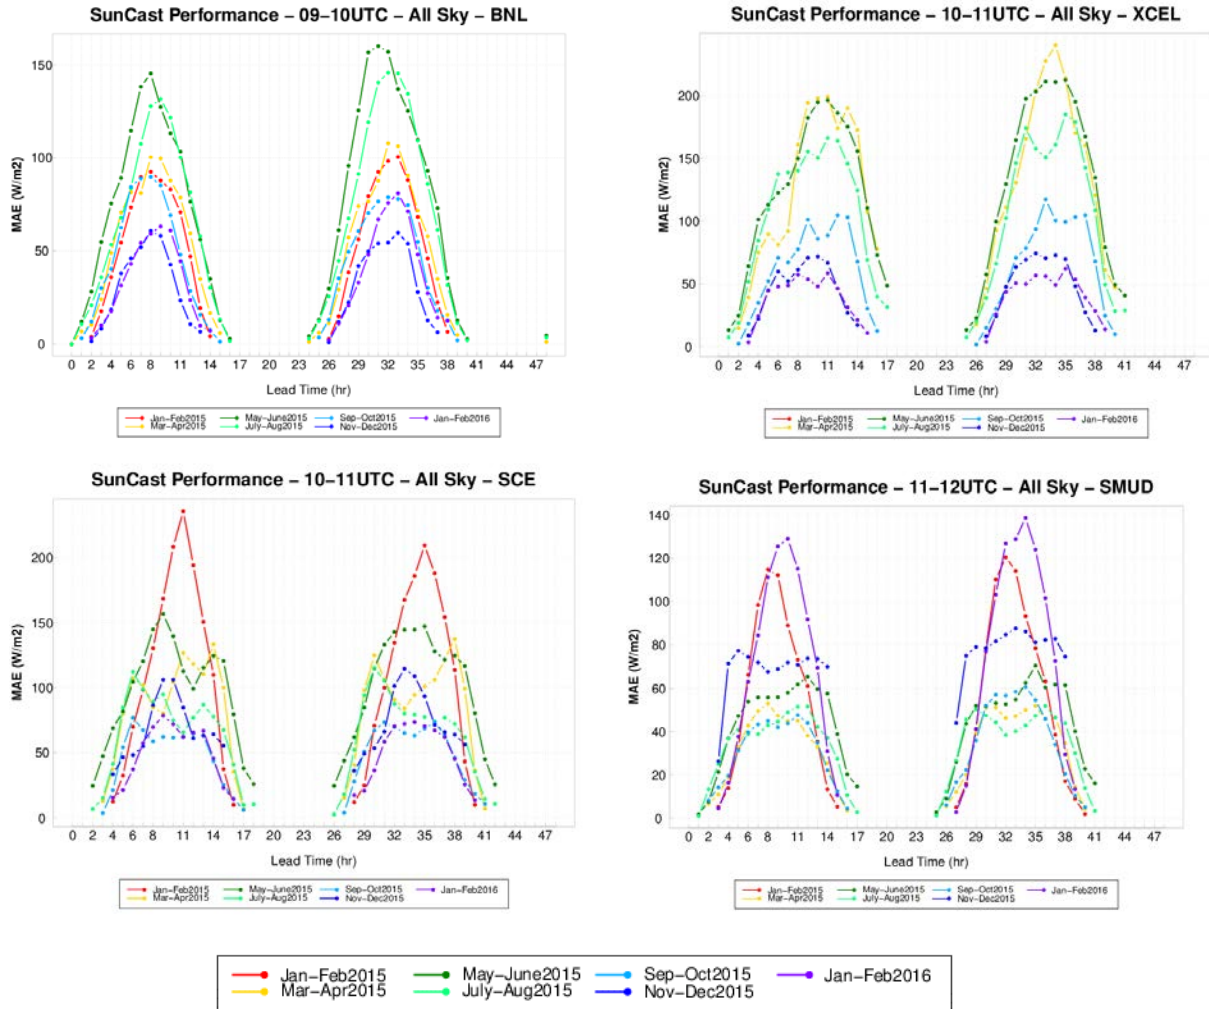 SunCast Performance – 09–10UTC – All Sky – BNL
MAE (W/m2)
150
100
50
0
0 2 4 6 8 11 14 17 20 23 26 29 32 35 38 41 44 47
Lead Time (hr)
Jan–Feb2015 May–June2015 Sep–Oct2015 Jan–Feb2016
Mar–Apr2015 July–Aug2015 Nov–Dec2015
SunCast Performance – 10–11UTC – All Sky – XCEL
MAE (W/m2)
200
150
100
50
0
0 2 4 6 8 11 14 17 20 23 26 29 32 35 38 41 44 47
Lead Time (hr)
Jan–Feb2015 May–June2015 Sep–Oct2015 Jan–Feb2016
Mar–Apr2015 July–Aug2015 Nov–Dec2015
SunCast Performance – 10–11UTC – All Sky – SCE
MAE (W/m2)
200
150
100
50
0
0 2 4 6 8 11 14 17 20 23 26 29 32 35 38 41 44 47
Lead Time (hr)
Jan–Feb2015 May–June2015 Sep–Oct2015 Jan–Feb2016
Mar–Apr2015 July–Aug2015 Nov–Dec2015
SunCast Performance – 11–12UTC – All Sky – SMUD
MAE (W/m2)
140
120
100
80
60
40
20
0
0 2 4 6 8 11 14 17 20 23 26 29 32 35 38 41 44 47
Lead Time (hr)
Jan–Feb2015 May–June2015 Sep–Oct2015 Jan–Feb2016
Mar–Apr2015 July–Aug2015 Nov–Dec2015
Jan–Feb2015 May–June2015 Sep–Oct2015 Jan–Feb2016
Mar–Apr2015 July–Aug2015 Nov–Dec2015